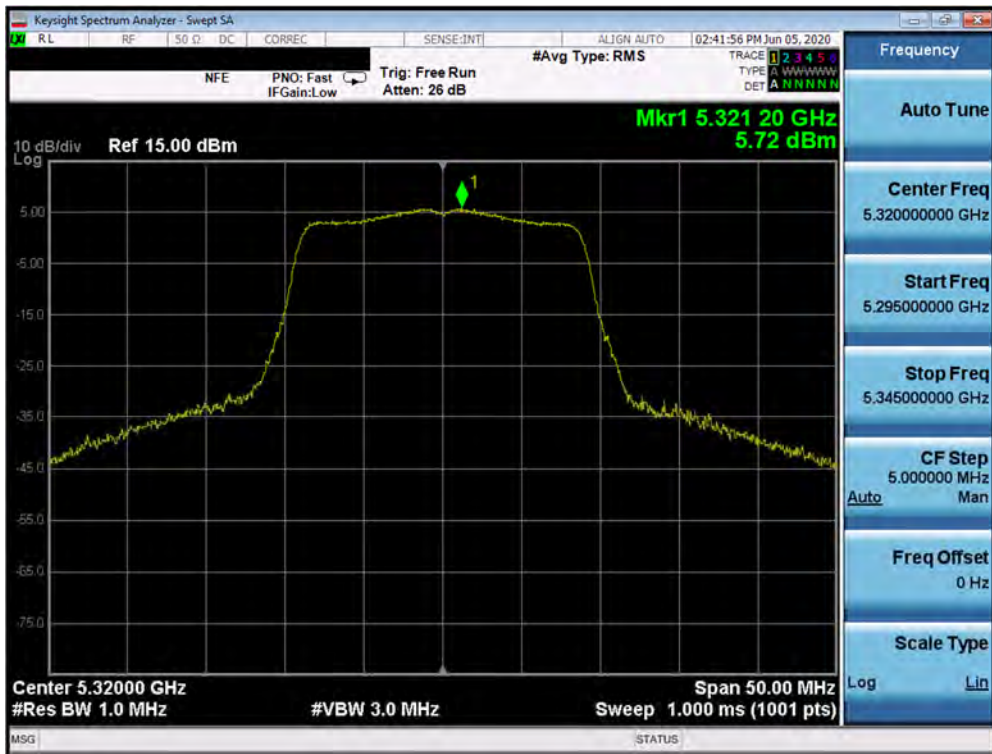 Keysight Spectrum Analyzer - Swept SA
LXI RL RF 50 Ω DC CORREC SENSE:INT ALIGN AUTO 02:41:56 PM Jun 05, 2020
NFE PNO: Fast Trig: Free Run #Avg Type: RMS TRACE 1 2 3 4 5 6
IFGain:Low Atten: 26 dB TYPE A WWWWW
DET A N N N N N
Mkr1 5.321 20 GHz
5.72 dBm
10 dB/div Ref 15.00 dBm
Log
1
5.00
-5.00
-15.0
-25.0
-35.0
-45.0
-55.0
-65.0
-75.0
Center 5.32000 GHz Span 50.00 MHz
#Res BW 1.0 MHz #VBW 3.0 MHz Sweep 1.000 ms (1001 pts)
MSG STATUS
Frequency
Auto Tune
Center Freq
5.320000000 GHz
Start Freq
5.295000000 GHz
Stop Freq
5.345000000 GHz
CF Step
5.000000 MHz
Auto Man
Freq Offset
0 Hz
Scale Type
Log Lin